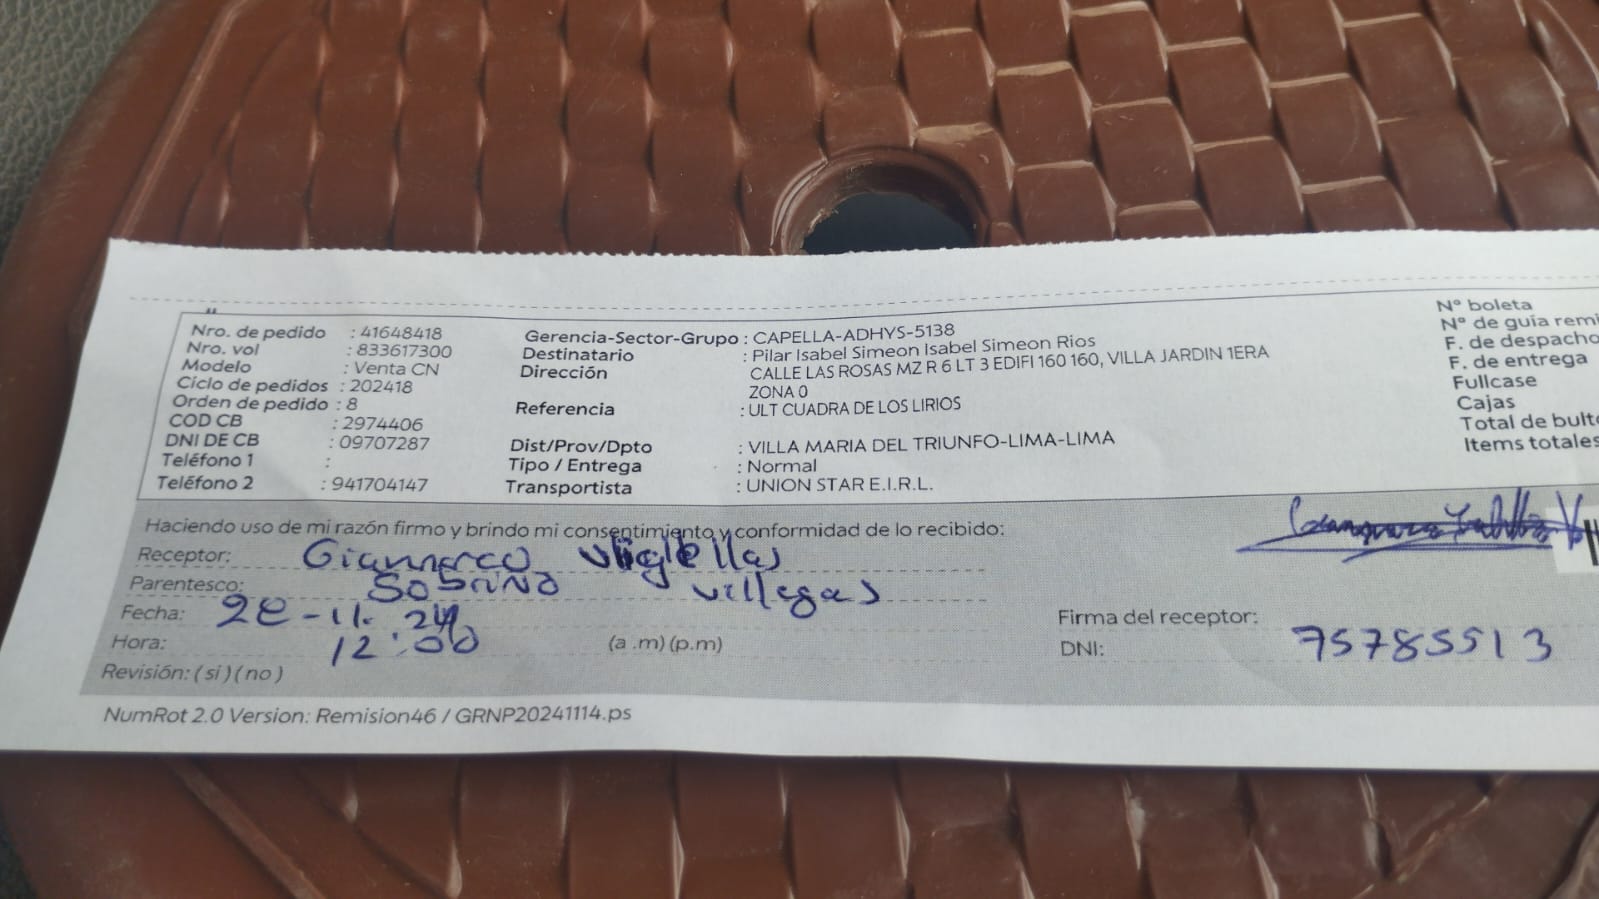 Nro. de pedido : 41648418
Nro. vol : 833617300
Modelo : Venta CN
Ciclo de pedidos : 202418
Orden de pedido : 8
COD CB : 2974406
DNI DE CB : 09707287
Teléfono 1 :
Teléfono 2 : 941704147
Gerencia-Sector-Grupo : CAPELLA-ADHYS-5138
Destinatario : Pilar Isabel Simeon Isabel Simeon Rios
Dirección : CALLE LAS ROSAS MZ R 6 LT 3 EDIFI 160 160, VILLA JARDIN 1ERA
ZONA 0
Referencia : ULT CUADRA DE LOS LIRIOS
Dist/Prov/Dpto : VILLA MARIA DEL TRIUNFO-LIMA-LIMA
Tipo / Entrega : Normal
Transportista : UNION STAR E.I.R.L.
N° boleta
N° de guía remi
F. de despacho
F. de entrega
Fullcase
Cajas
Total de bulto
Items totales
Haciendo uso de mi razón firmo y brindo mi consentimiento y conformidad de lo recibido:
Receptor: Gianmarco
Parentesco: Sobrino villegas
Fecha: -11. 24
Hora: 12:00 (a .m) (p.m)
Revisión: ( si ) ( no )
Firma del receptor:
DNI: 75785513
NumRot 2.0 Version: Remision46 / GRNP20241114.ps